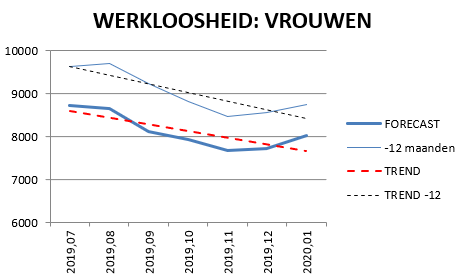 WERKLOOSHEID: VROUWEN
10000
9000
8000
7000
6000
2019,07
2019,08
2019,09
2019,10
2019,11
2019,12
2020,01
FORECAST
-12 maanden
TREND
TREND -12